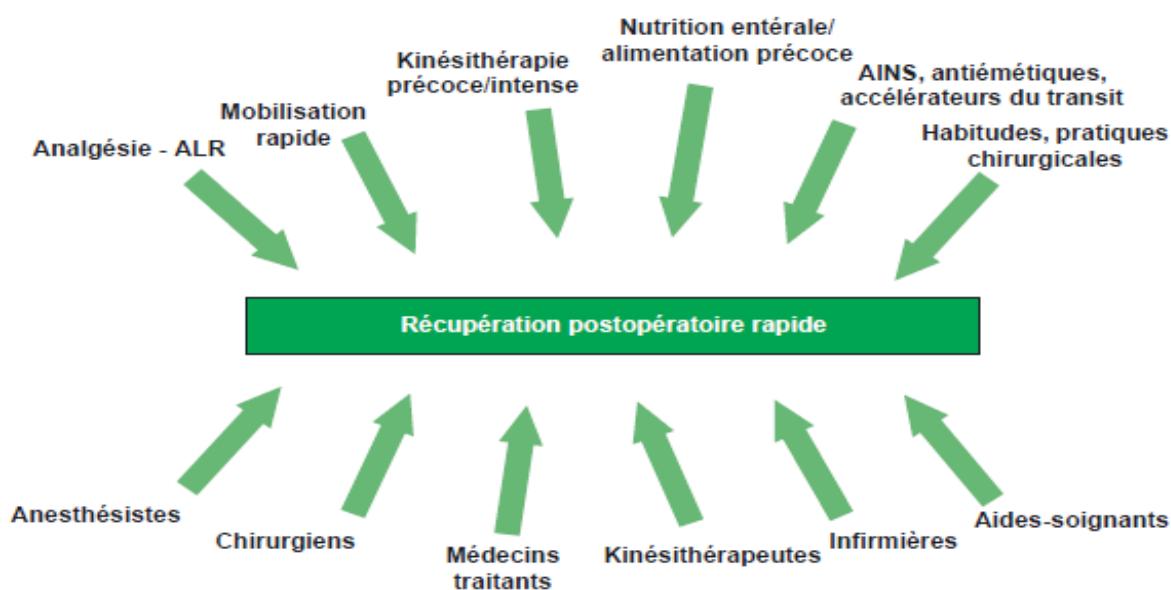 Nutrition entérale/
alimentation précoce
Kinésithérapie
précoce/intense
AINS, antiémétiques,
accélérateurs du transit
Mobilisation
rapide
Habitudes, pratiques
chirurgicales
Analgésie - ALR
Récupération postopératoire rapide
Anesthésistes
Chirurgiens
Médecins
traitants
Kinésithérapeutes
Infirmières
Aides-soignants